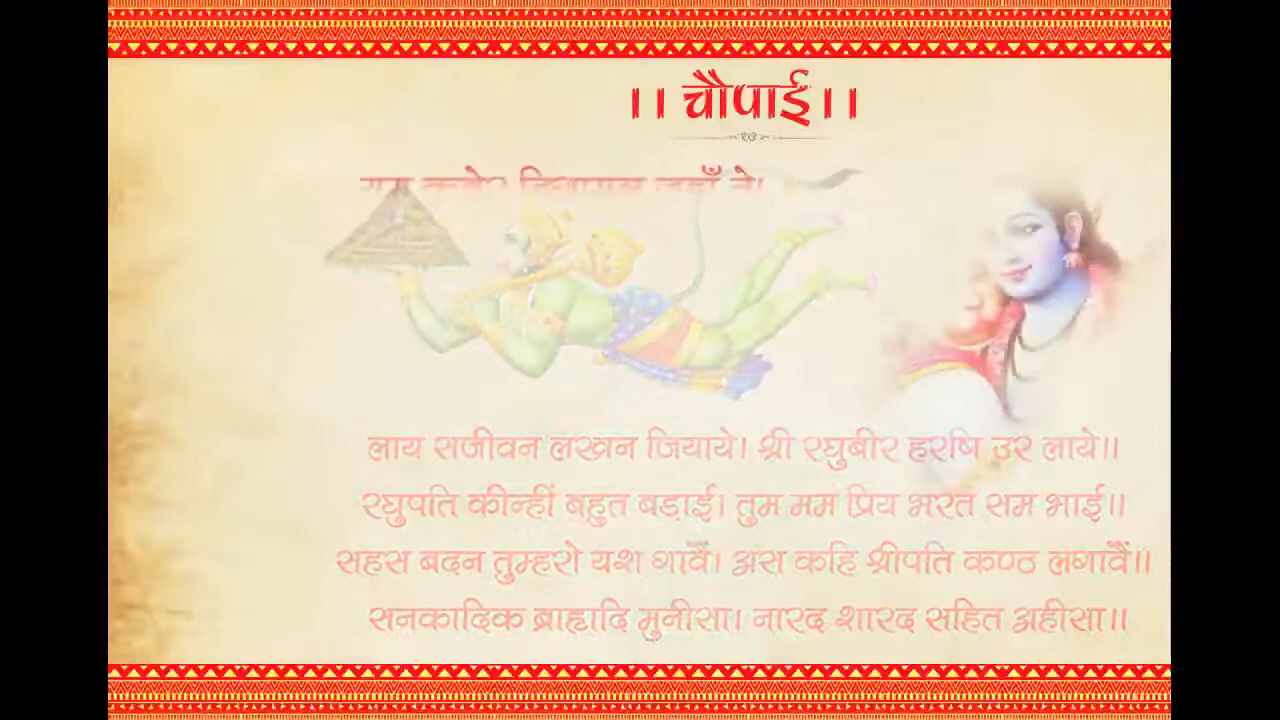 ।। चौपाई ।।
लाय सजीवन लखन जियाये। श्री रघुबीर हरषि उर लाये।।
रघुपति कीन्हीं बहुत बड़ाई। तुम मम प्रिय भरत सम भाई।।
सहस बदन तुम्हरो यश गावैं। अस कहि श्रीपति कण्ठ लगावैं।।
सनकादिक ब्राह्मादि मुनीसा। नारद शारद सहित अहीसा।।